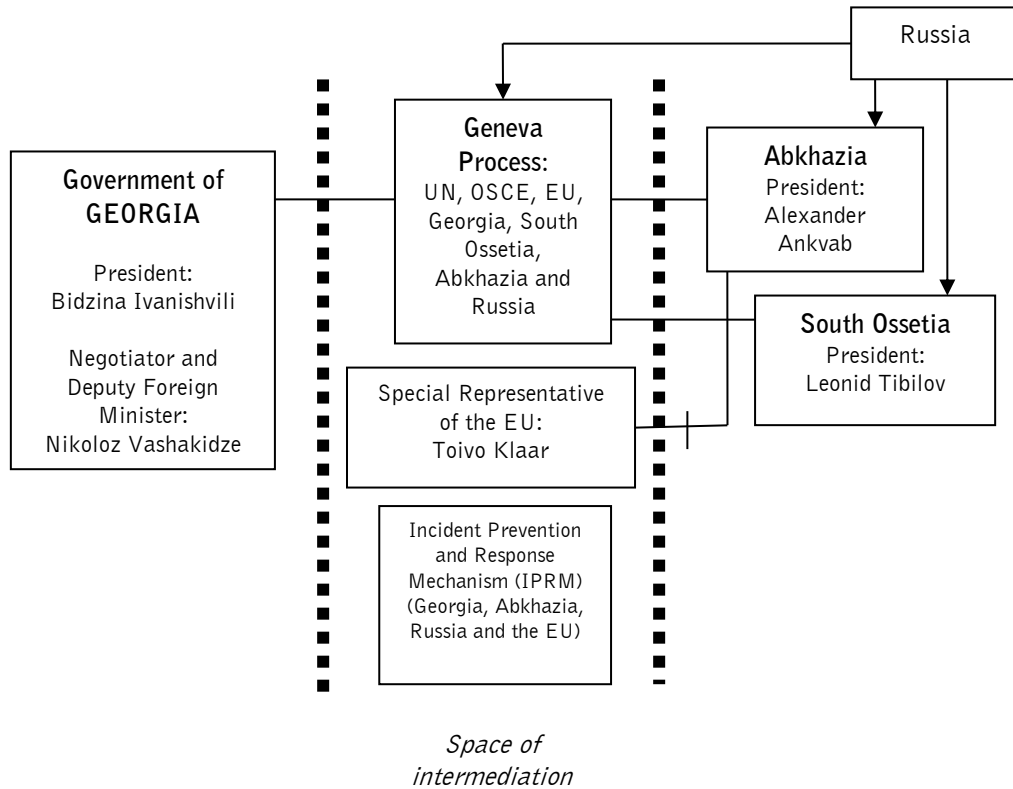 Russia
Geneva
Process:
UN, OSCE, EU,
Georgia, South
Ossetia,
Abkhazia and
Russia
Government of
GEORGIA
President:
Bidzina Ivanishvili
Negotiator and
Deputy Foreign
Minister:
Nikoloz Vashakidze
Abkhazia
President:
Alexander
Ankvab
South Ossetia
President:
Leonid Tibilov
Special Representative
of the EU:
Toivo Klaar
Incident Prevention
and Response
Mechanism (IPRM)
(Georgia, Abkhazia,
Russia and the EU)
Space of
intermediation